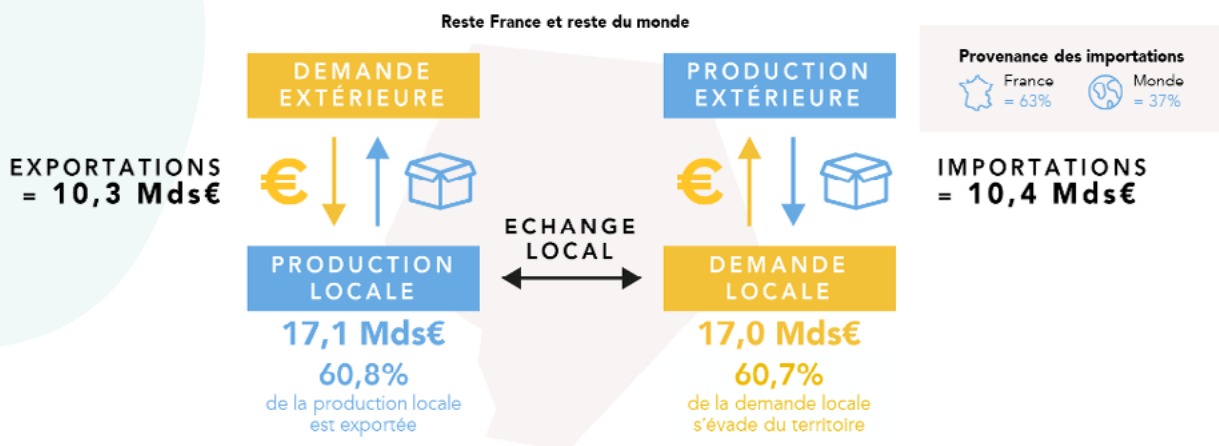 Reste France et reste du monde
DEMANDE
EXTÉRIEURE
PRODUCTION
EXTÉRIEURE
Provenance des importations
France
= 63%
Monde
= 37%
EXPORTATIONS
= 10,3 Mds€
€
€
IMPORTATIONS
= 10,4 Mds€
ECHANGE
LOCAL
PRODUCTION
LOCALE
DEMANDE
LOCALE
17,1 Mds€
60,8%
de la production locale
est exportée
17,0 Mds€
60,7%
de la demande locale
s'évade du territoire